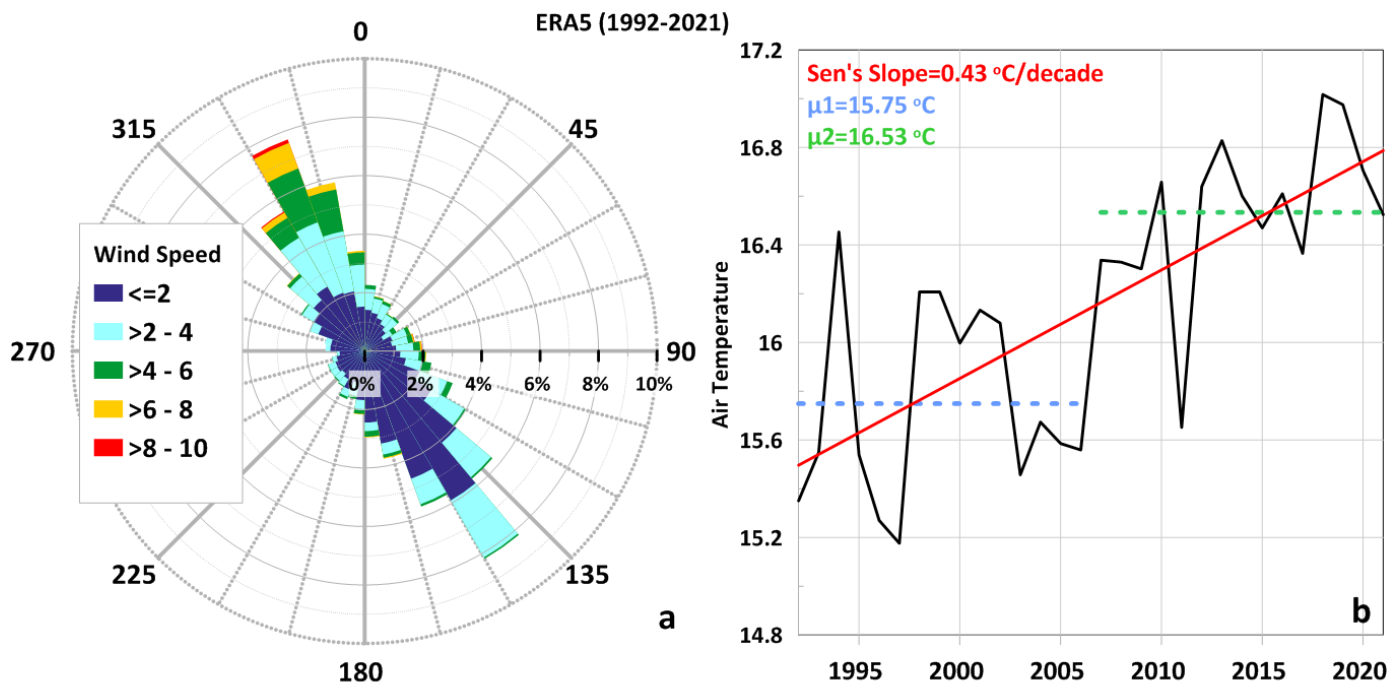 ERA5 (1992-2021)
0
45
90
135
180
225
270
315
0%
2%
4%
6%
8%
10%
Wind Speed
<=2
>2 - 4
>4 - 6
>6 - 8
>8 - 10
a
Sen's Slope=0.43 °C/decade
µ1=15.75 °C
µ2=16.53 °C
Air Temperature
17.2
16.8
16.4
16
15.6
15.2
14.8
1995
2000
2005
2010
2015
2020
b